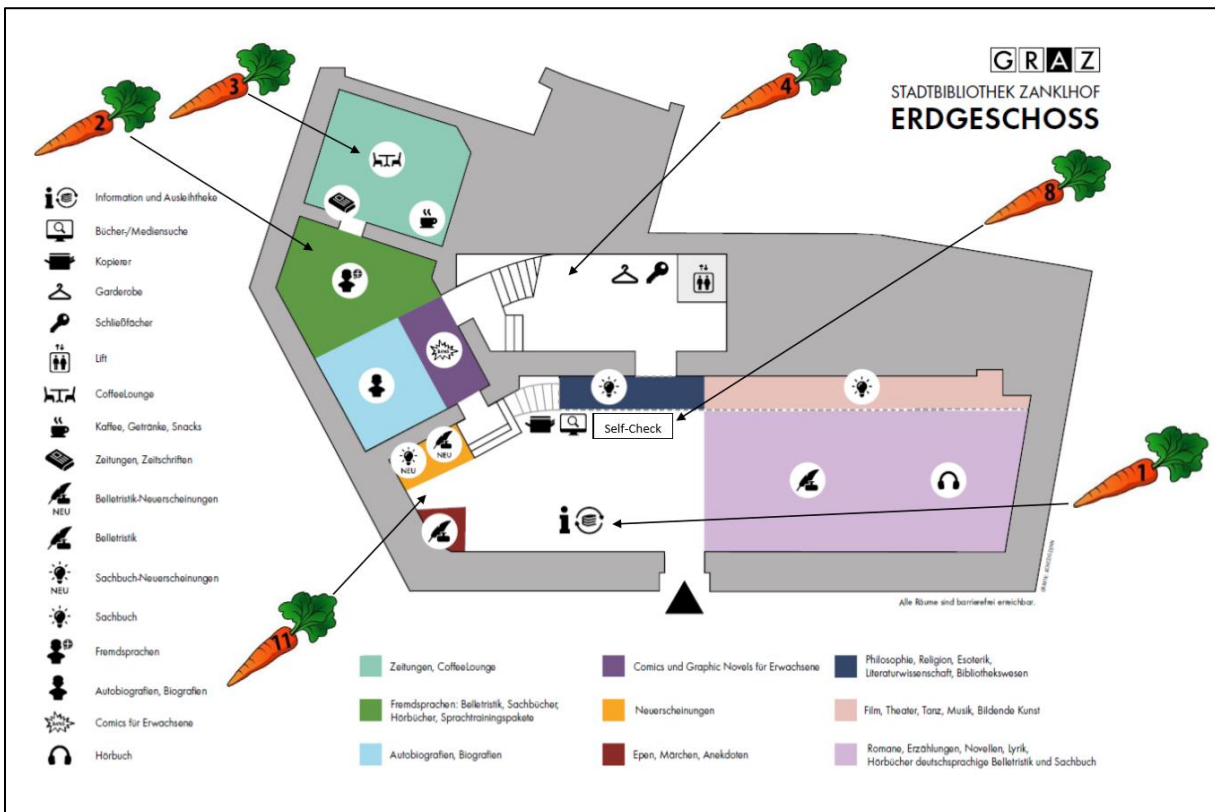 GRAZ
STADTBIBLIOTHEK ZANKLHOF
ERDGESCHOSS
3
4
2
8
Information und Ausleihtheke
Bücher-/Mediensuche
Kopierer
Garderobe
Schließfächer
Lift
CoffeeLounge
Kaffee, Getränke, Snacks
Zeitungen, Zeitschriften
NEU
Belletristik-Neuerscheinungen
Belletristik
NEU
Sachbuch-Neuerscheinungen
Sachbuch
Fremdsprachen
Autobiografien, Biografien
Comics für Erwachsene
Hörbuch
Self-Check
NEU
NEU
i
1
11
Alle Räume sind barrierefrei erreichbar.
Zeitungen, CoffeeLounge
Fremdsprachen: Belletristik, Sachbücher,
Hörbücher, Sprachtrainingspakete
Autobiografien, Biografien
Comics und Graphic Novels für Erwachsene
Neuerscheinungen
Epen, Märchen, Anekdoten
Philosophie, Religion, Esoterik,
Literaturwissenschaft, Bibliothekswesen
Film, Theater, Tanz, Musik, Bildende Kunst
Romane, Erzählungen, Novellen, Lyrik,
Hörbücher deutschsprachige Belletristik und Sachbuch